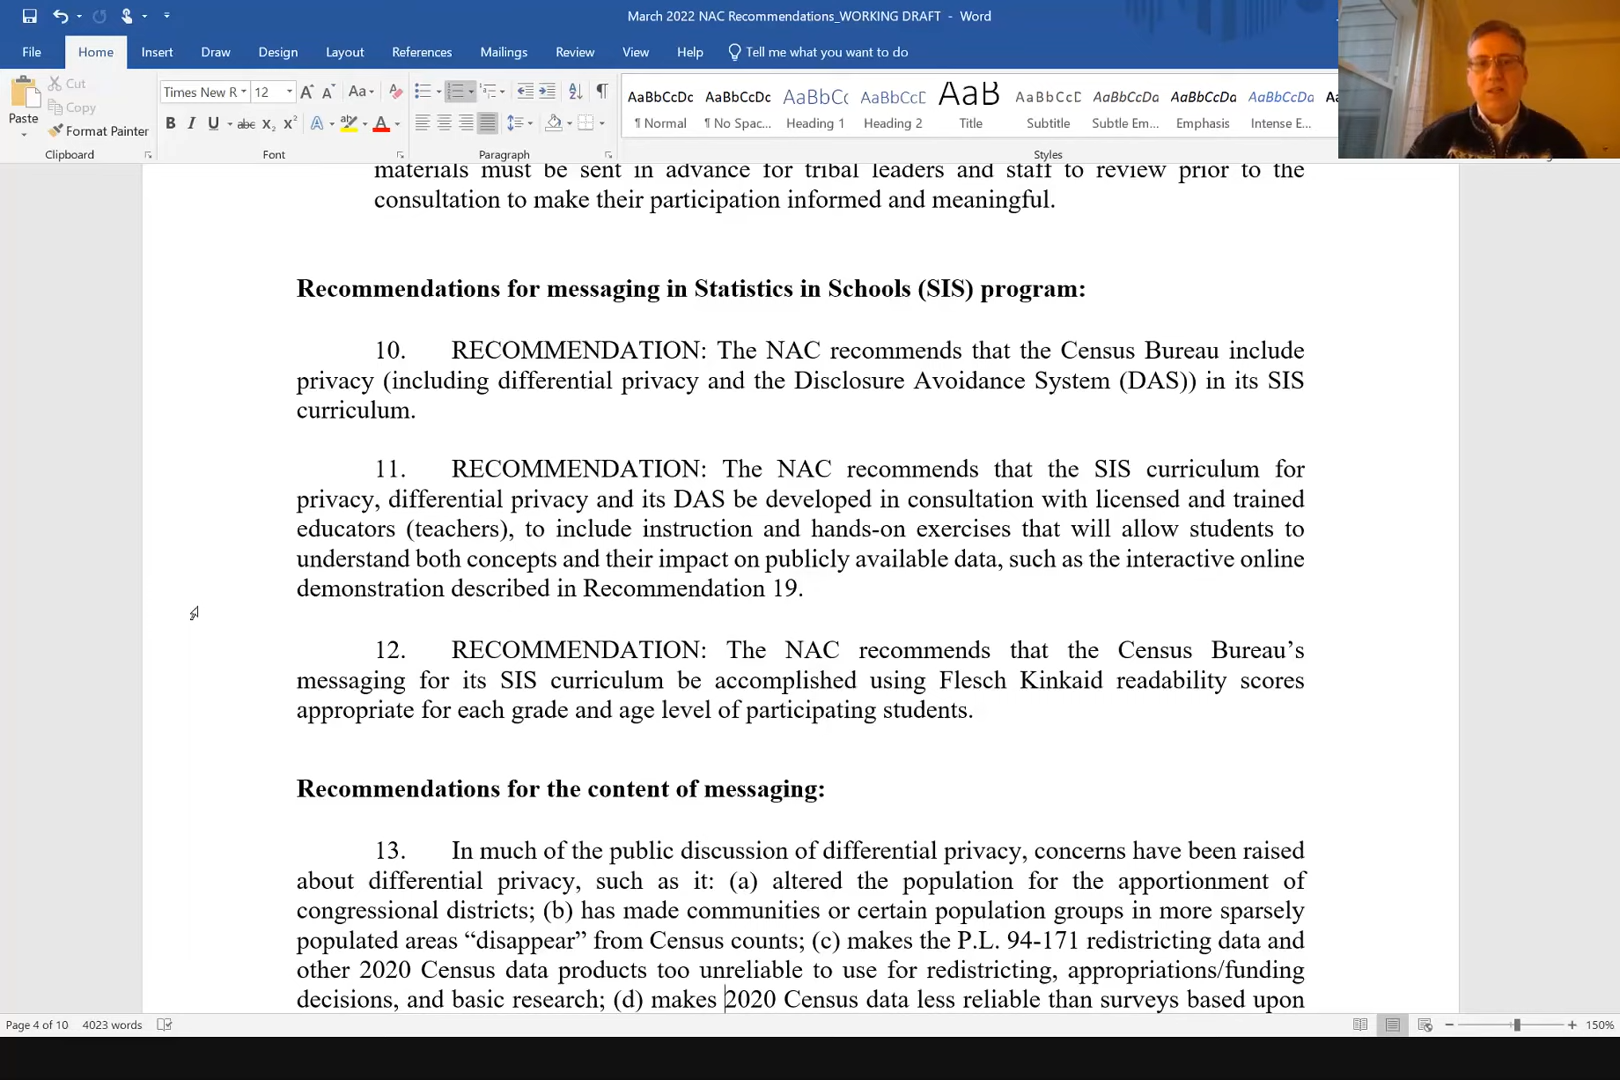 March 2022 NAC Recommendations_WORKING DRAFT - Word
File Home Insert Draw Design Layout References Mailings Review View Help Tell me what you want to do
Paste
Cut
Copy
Format Painter
Clipboard
Times New R 12
Font
Paragraph
AaBbCcDc AaBbCcDc AaBbCc AaBbCcD AaB AaBbCcD AaBbCcDa AaBbCcDa AaBbCcDa
¶ Normal ¶ No Spac... Heading 1 Heading 2 Title Subtitle Subtle Em... Emphasis Intense E...
Styles
materials must be sent in advance for tribal leaders and staff to review prior to the
consultation to make their participation informed and meaningful.
Recommendations for messaging in Statistics in Schools (SIS) program:
10. RECOMMENDATION: The NAC recommends that the Census Bureau include
privacy (including differential privacy and the Disclosure Avoidance System (DAS)) in its SIS
curriculum.
11. RECOMMENDATION: The NAC recommends that the SIS curriculum for
privacy, differential privacy and its DAS be developed in consultation with licensed and trained
educators (teachers), to include instruction and hands-on exercises that will allow students to
understand both concepts and their impact on publicly available data, such as the interactive online
demonstration described in Recommendation 19.
12. RECOMMENDATION: The NAC recommends that the Census Bureau’s
messaging for its SIS curriculum be accomplished using Flesch Kinkaid readability scores
appropriate for each grade and age level of participating students.
Recommendations for the content of messaging:
13. In much of the public discussion of differential privacy, concerns have been raised
about differential privacy, such as it: (a) altered the population for the apportionment of
congressional districts; (b) has made communities or certain population groups in more sparsely
populated areas “disappear” from Census counts; (c) makes the P.L. 94-171 redistricting data and
other 2020 Census data products too unreliable to use for redistricting, appropriations/funding
decisions, and basic research; (d) makes 2020 Census data less reliable than surveys based upon
Page 4 of 10 4023 words 150%